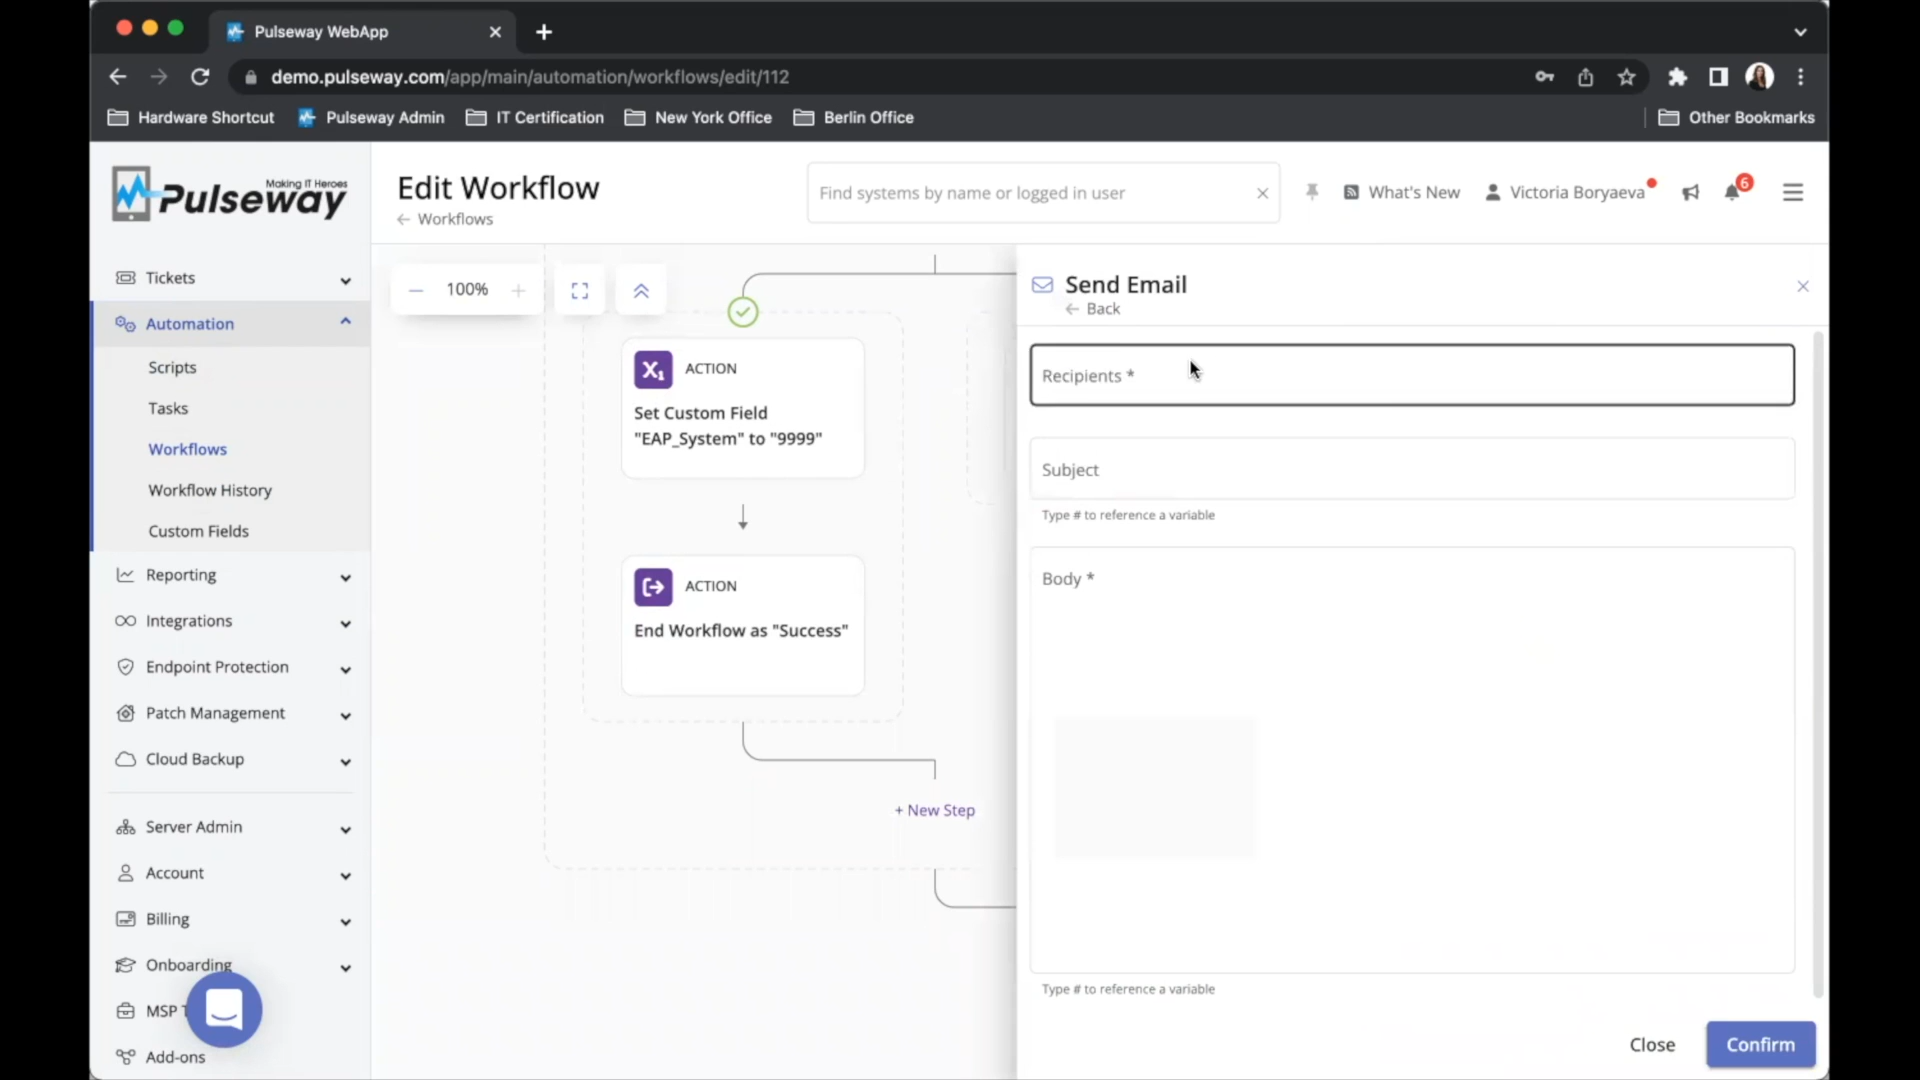 Pulseway WebApp
demo.pulseway.com/app/main/automation/workflows/edit/112
Hardware Shortcut
Pulseway Admin
IT Certification
New York Office
Berlin Office
Other Bookmarks
Making IT Heroes
Pulseway
Edit Workflow
Workflows
Find systems by name or logged in user
What's New
Victoria Boryaeva
6
Tickets
Automation
Scripts
Tasks
Workflows
Workflow History
Custom Fields
Reporting
Integrations
Endpoint Protection
Patch Management
Cloud Backup
Server Admin
Account
Billing
Onboarding
MSP T
Add-ons
100%
X1
ACTION
Set Custom Field
"EAP_System" to "9999"
ACTION
End Workflow as "Success"
+ New Step
Send Email
Back
Recipients *
Subject
Type # to reference a variable
Body *
Type # to reference a variable
Close
Confirm